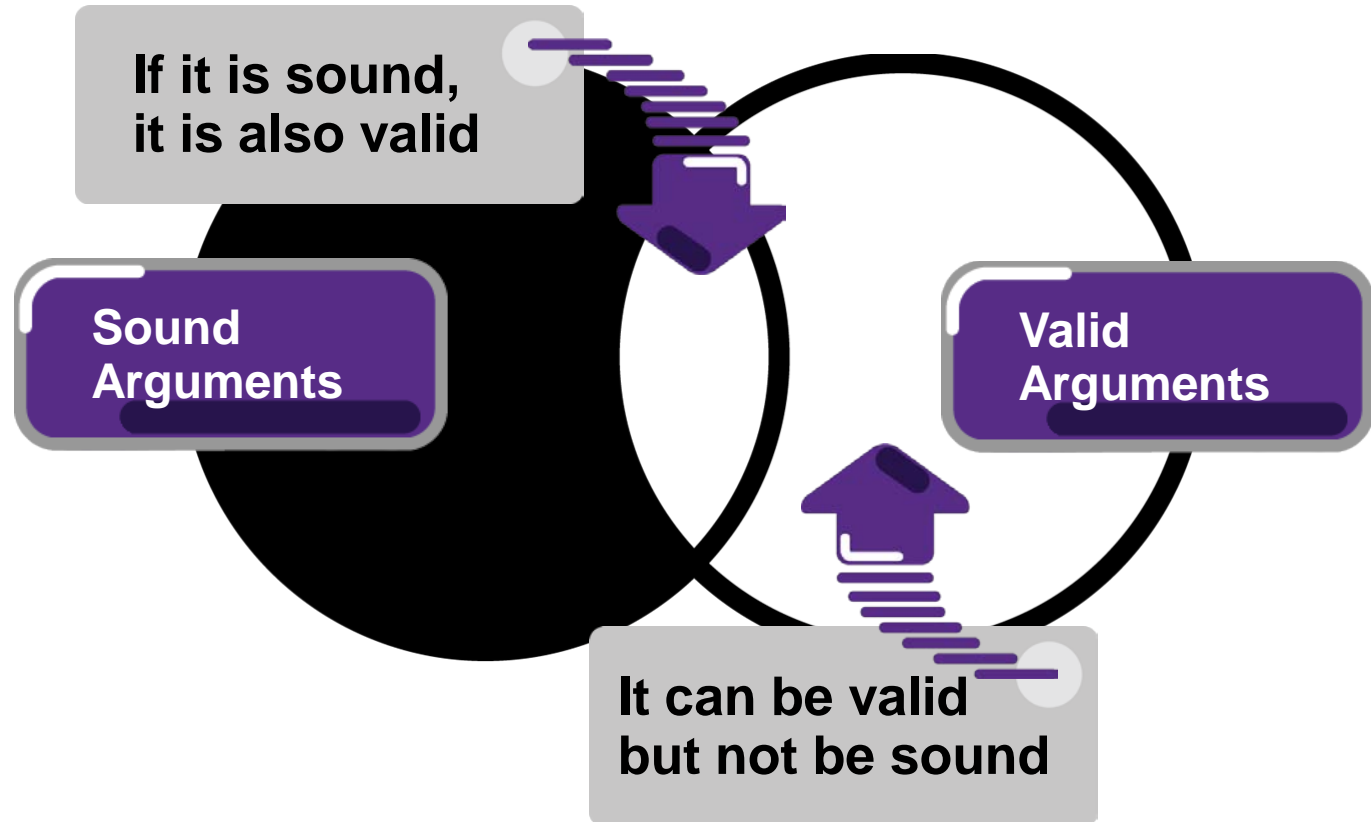 If it is sound,
it is also valid
Sound
Arguments
Valid
Arguments
It can be valid
but not be sound